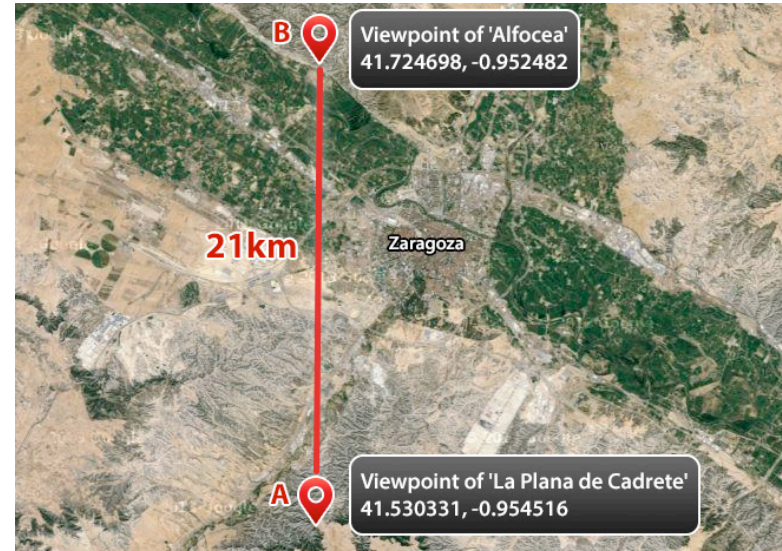 B
Viewpoint of 'Alfocea'
41.724698, -0.952482
21km
Zaragoza
A
Viewpoint of 'La Plana de Cadrete'
41.530331, -0.954516